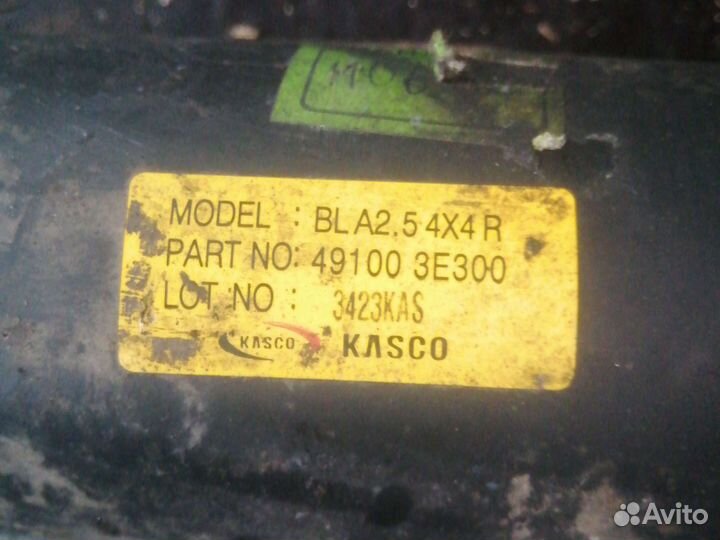 MODEL : BL A2.5 4X4 R
PART NO: 49100 3E300
LOT NO : 3423KAS
KASCO KASCO
Avito